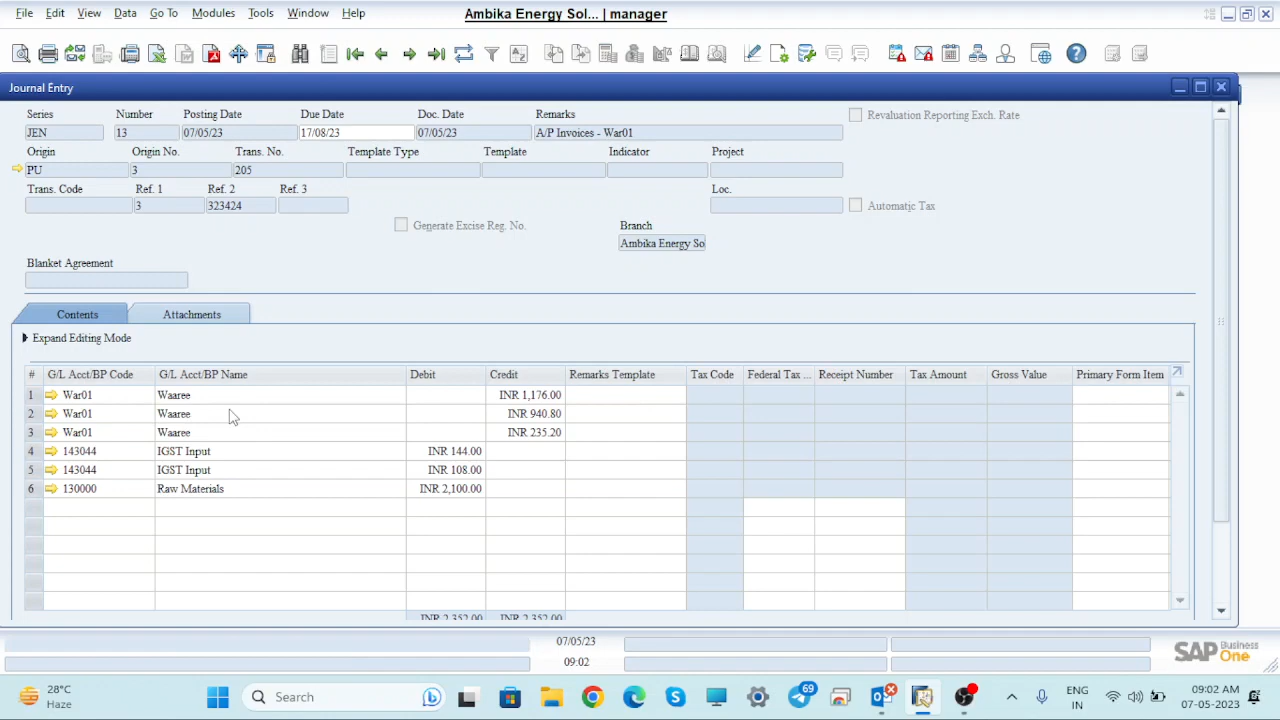 File Edit View Data Go To Modules Tools Window Help Ambika Energy Sol... | manager
Journal Entry
Series Number Posting Date Due Date Doc. Date Remarks Revaluation Reporting Exch. Rate
JEN 13 07/05/23 17/08/23 07/05/23 A/P Invoices - War01
Origin Origin No. Trans. No. Template Type Template Indicator Project
PU 3 205
Trans. Code Ref. 1 Ref. 2 Ref. 3 Loc.
3 323424 Automatic Tax
Generate Excise Reg. No. Branch
Ambika Energy So
Blanket Agreement
Contents Attachments
Expand Editing Mode
# G/L Acct/BP Code G/L Acct/BP Name Debit Credit Remarks Template Tax Code Federal Tax ... Receipt Number Tax Amount Gross Value Primary Form Item
1 War01 Waaree INR 1,176.00
2 War01 Waaree INR 940.80
3 War01 Waaree INR 235.20
4 143044 IGST Input INR 144.00
5 143044 IGST Input INR 108.00
6 130000 Raw Materials INR 2,100.00
INR 2,352.00 INR 2,352.00
07/05/23
09:02
SAP Business One
28°C
Haze
Search
69
ENG
IN
09:02 AM
07-05-2023